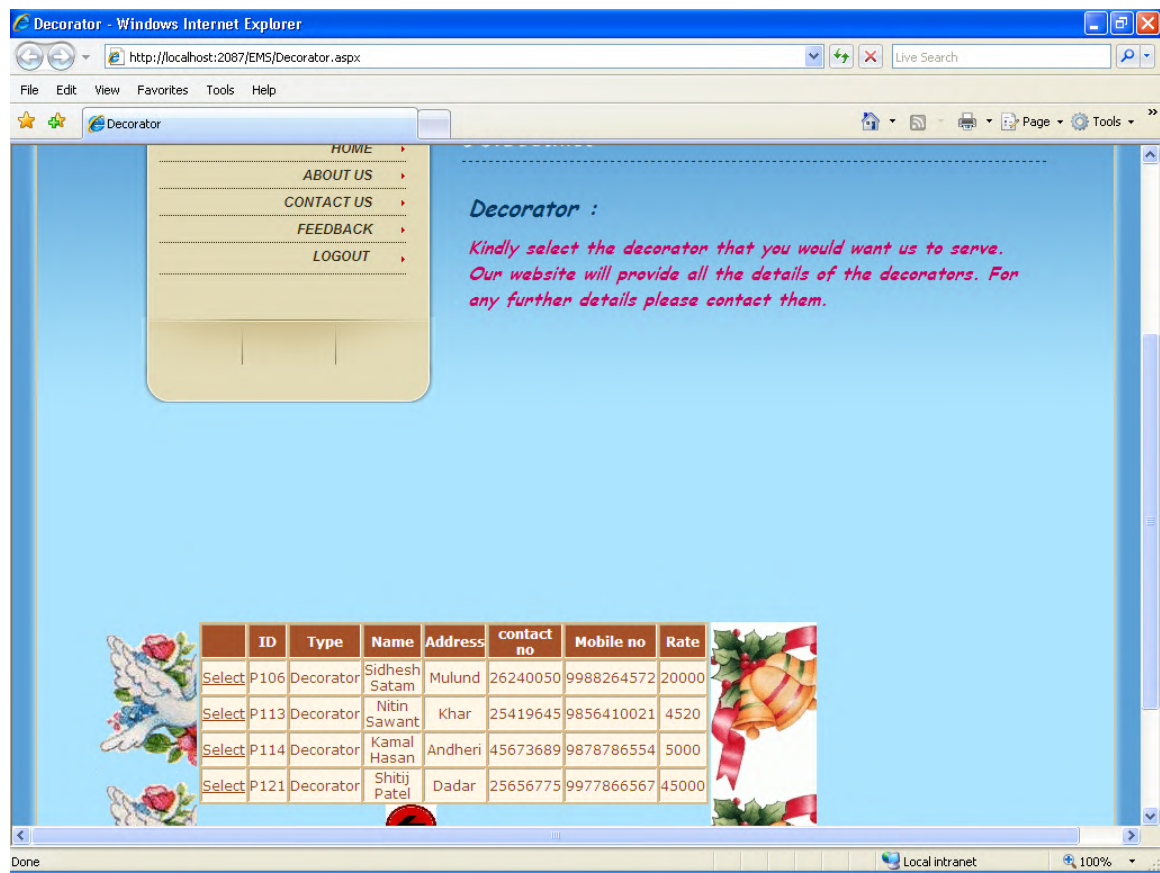 Decorator - Windows Internet Explorer
http://localhost:2087/EMS/Decorator.aspx
Live Search
File Edit View Favorites Tools Help
Decorator
Page Tools
HOME
ABOUT US
CONTACT US
FEEDBACK
LOGOUT
Decorator :
Kindly select the decorator that you would want us to serve.
Our website will provide all the details of the decorators. For
any further details please contact them.
ID Type Name Address contact no Mobile no Rate
Select P106 Decorator Sidhesh Satam Mulund 26240050 9988264572 20000
Select P113 Decorator Nitin Sawant Khar 25419645 9856410021 4520
Select P114 Decorator Kamal Hasan Andheri 45673689 9878786554 5000
Select P121 Decorator Shitij Patel Dadar 25656775 9977866567 45000
Done
Local intranet
100%